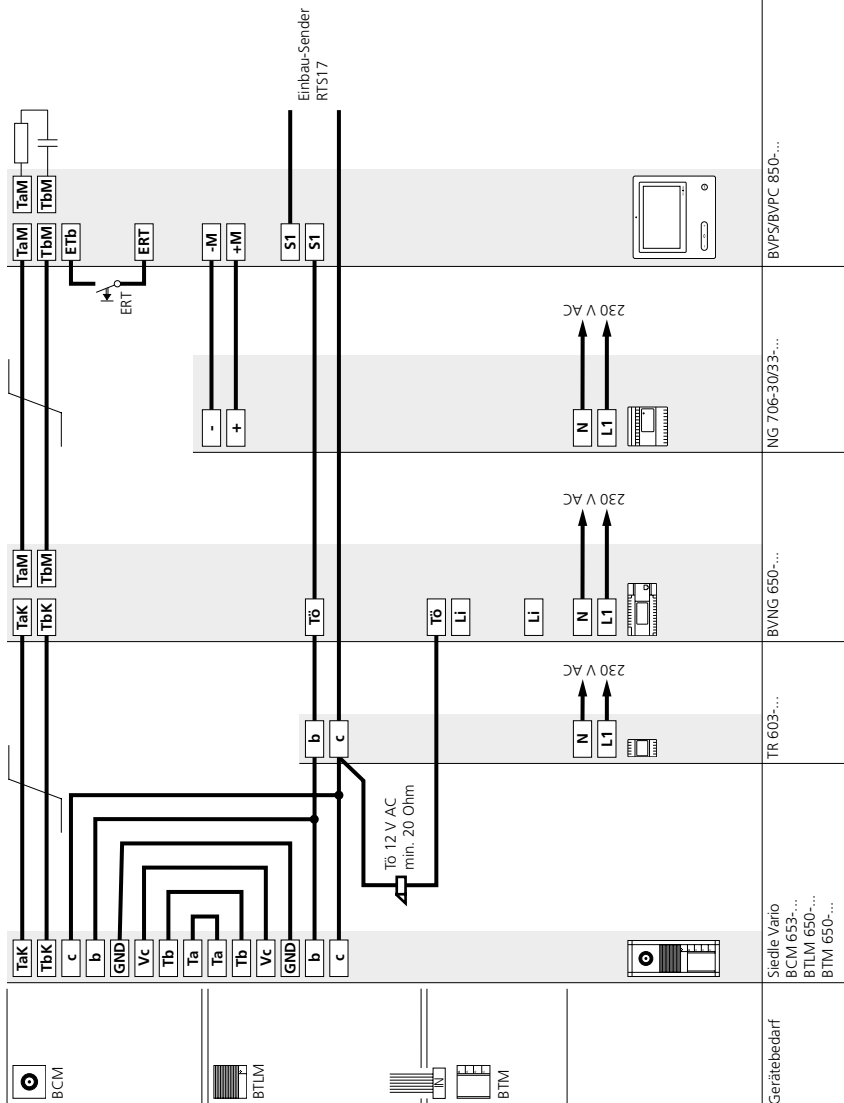 Gerätebedarf
BTM
IN
BTLM
BCM
Siedle Vario
BCM 653-...
BTLM 650-...
BTM 650-...
c
b
GND
Vc
Tb
Ta
Ta
Tb
Vc
GND
b
c
TbK
TaK
Tö 12 V AC
min. 20 Ohm
TR 603-...
L1
N
c
b
230 V AC
BVNG 650-...
L1
N
Li
Li
Tö
Tö
TbK
TaK
TbM
TaM
230 V AC
NG 706-30/33-...
L1
N
+
-
230 V AC
ERT
BVPS/BVPC 850-...
S1
S1
+M
-M
ERT
ETb
TbM
TaM
TbM
TaM
Einbau-Sender
RTS17